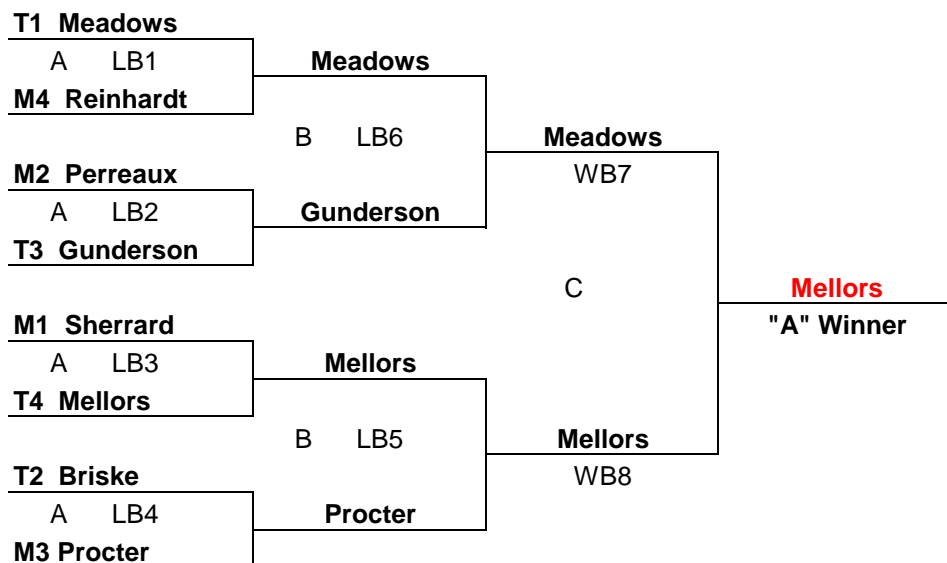 T1 Meadows
A LB1 Meadows
M4 Reinhardt
B LB6 Meadows
M2 Perreaux WB7
A LB2 Gunderson
T3 Gunderson
C Mellors
M1 Sherrard "A" Winner
A LB3 Mellors
T4 Mellors
B LB5 Mellors
T2 Briske WB8
A LB4 Procter
M3 Procter